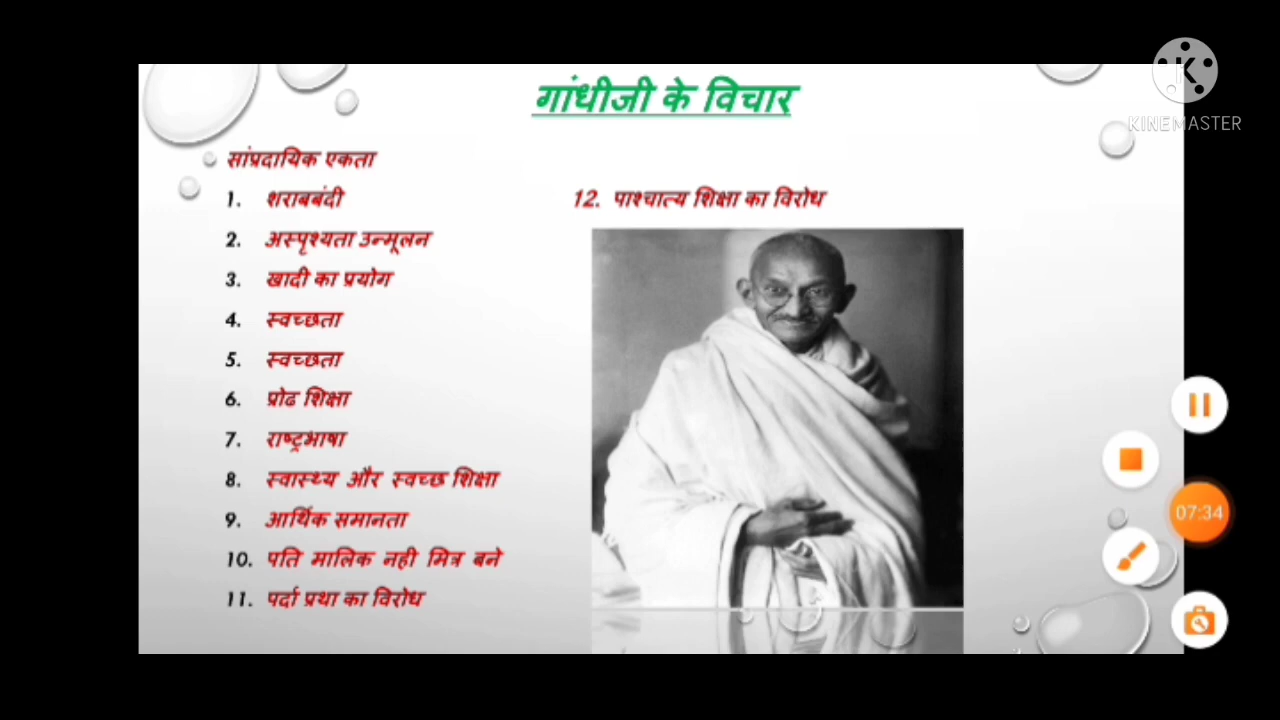 गांधीजी के विचार
सांप्रदायिक एकता
1. शराबबंदी
2. अस्पृश्यता उन्मूलन
3. खादी का प्रयोग
4. स्वच्छता
5. स्वच्छता
6. प्रोढ शिक्षा
7. राष्ट्रभाषा
8. स्वास्थ्य और स्वच्छ शिक्षा
9. आर्थिक समानता
10. पति मालिक नही मित्र बने
11. पर्दा प्रथा का विरोध
12. पाश्चात्य शिक्षा का विरोध
K
KINEMASTER
07:34